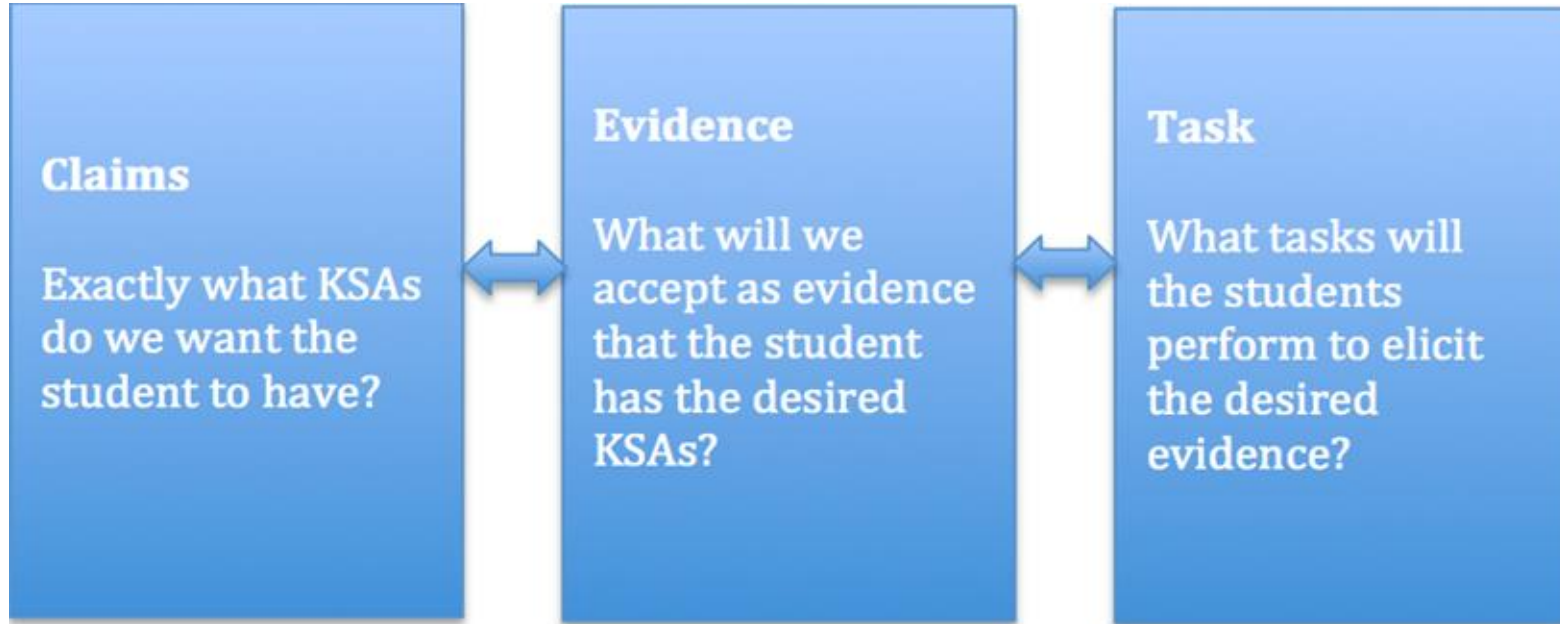 Claims
Exactly what KSAs
do we want the
student to have?
Evidence
What will we
accept as evidence
that the student
has the desired
KSAs?
Task
What tasks will
the students
perform to elicit
the desired
evidence?